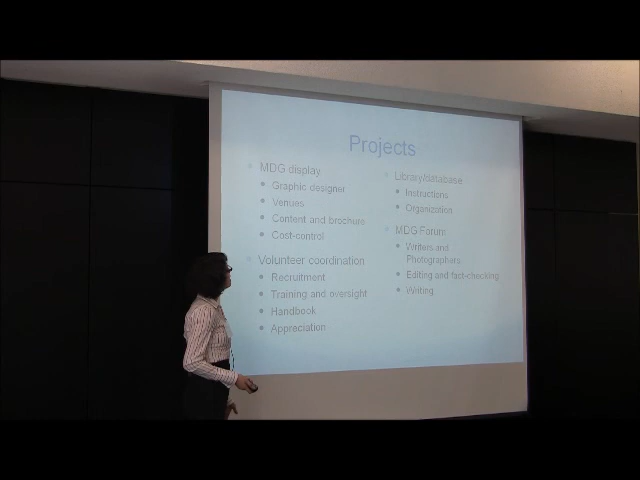 Projects
MDG display
Graphic designer
Venues
Content and brochure
Cost-control
Volunteer coordination
Recruitment
Training and oversight
Handbook
Appreciation
Library/database
Instructions
Organization
MDG Forum
Writers and
Photographers
Editing and fact-checking
Writing